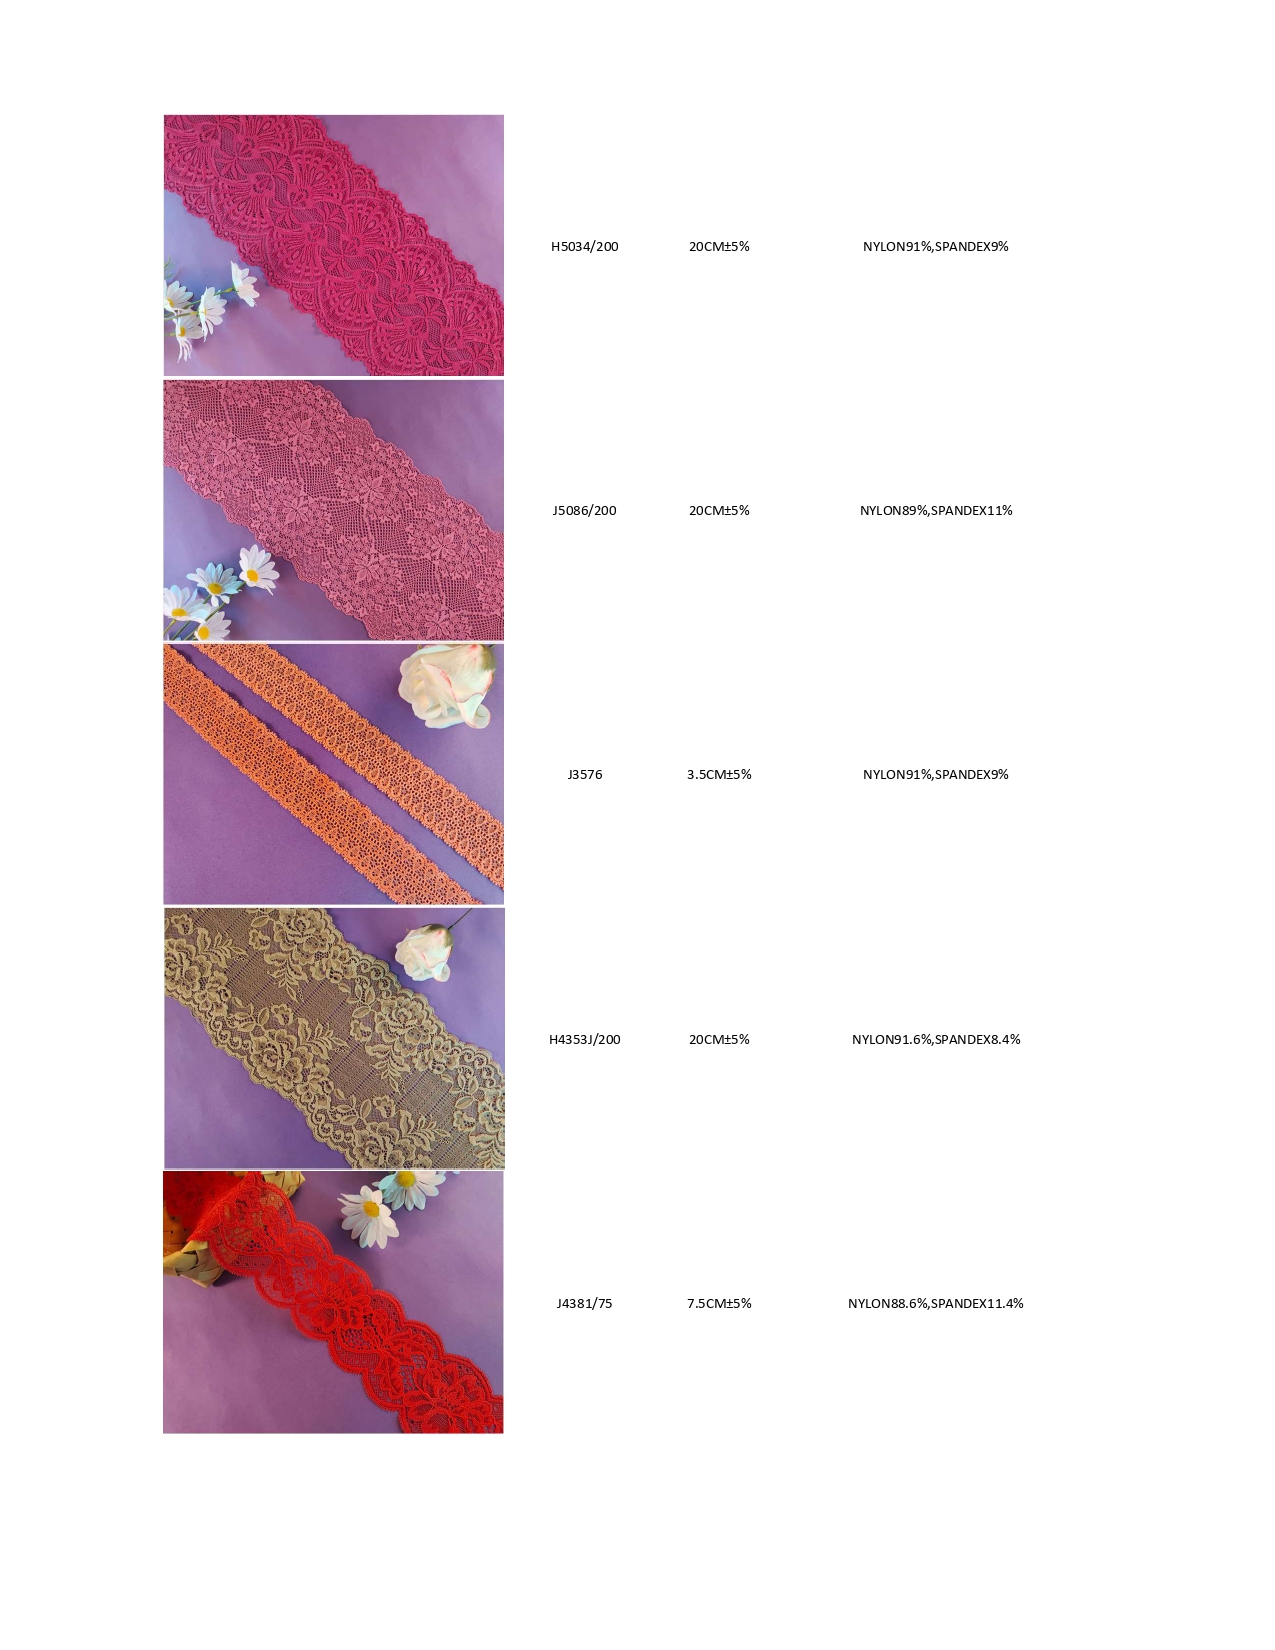 H5034/200 20CM±5% NYLON91%,SPANDEX9%
J5086/200 20CM±5% NYLON89%,SPANDEX11%
J3576 3.5CM±5% NYLON91%,SPANDEX9%
H4353J/200 20CM±5% NYLON91.6%,SPANDEX8.4%
J4381/75 7.5CM±5% NYLON88.6%,SPANDEX11.4%